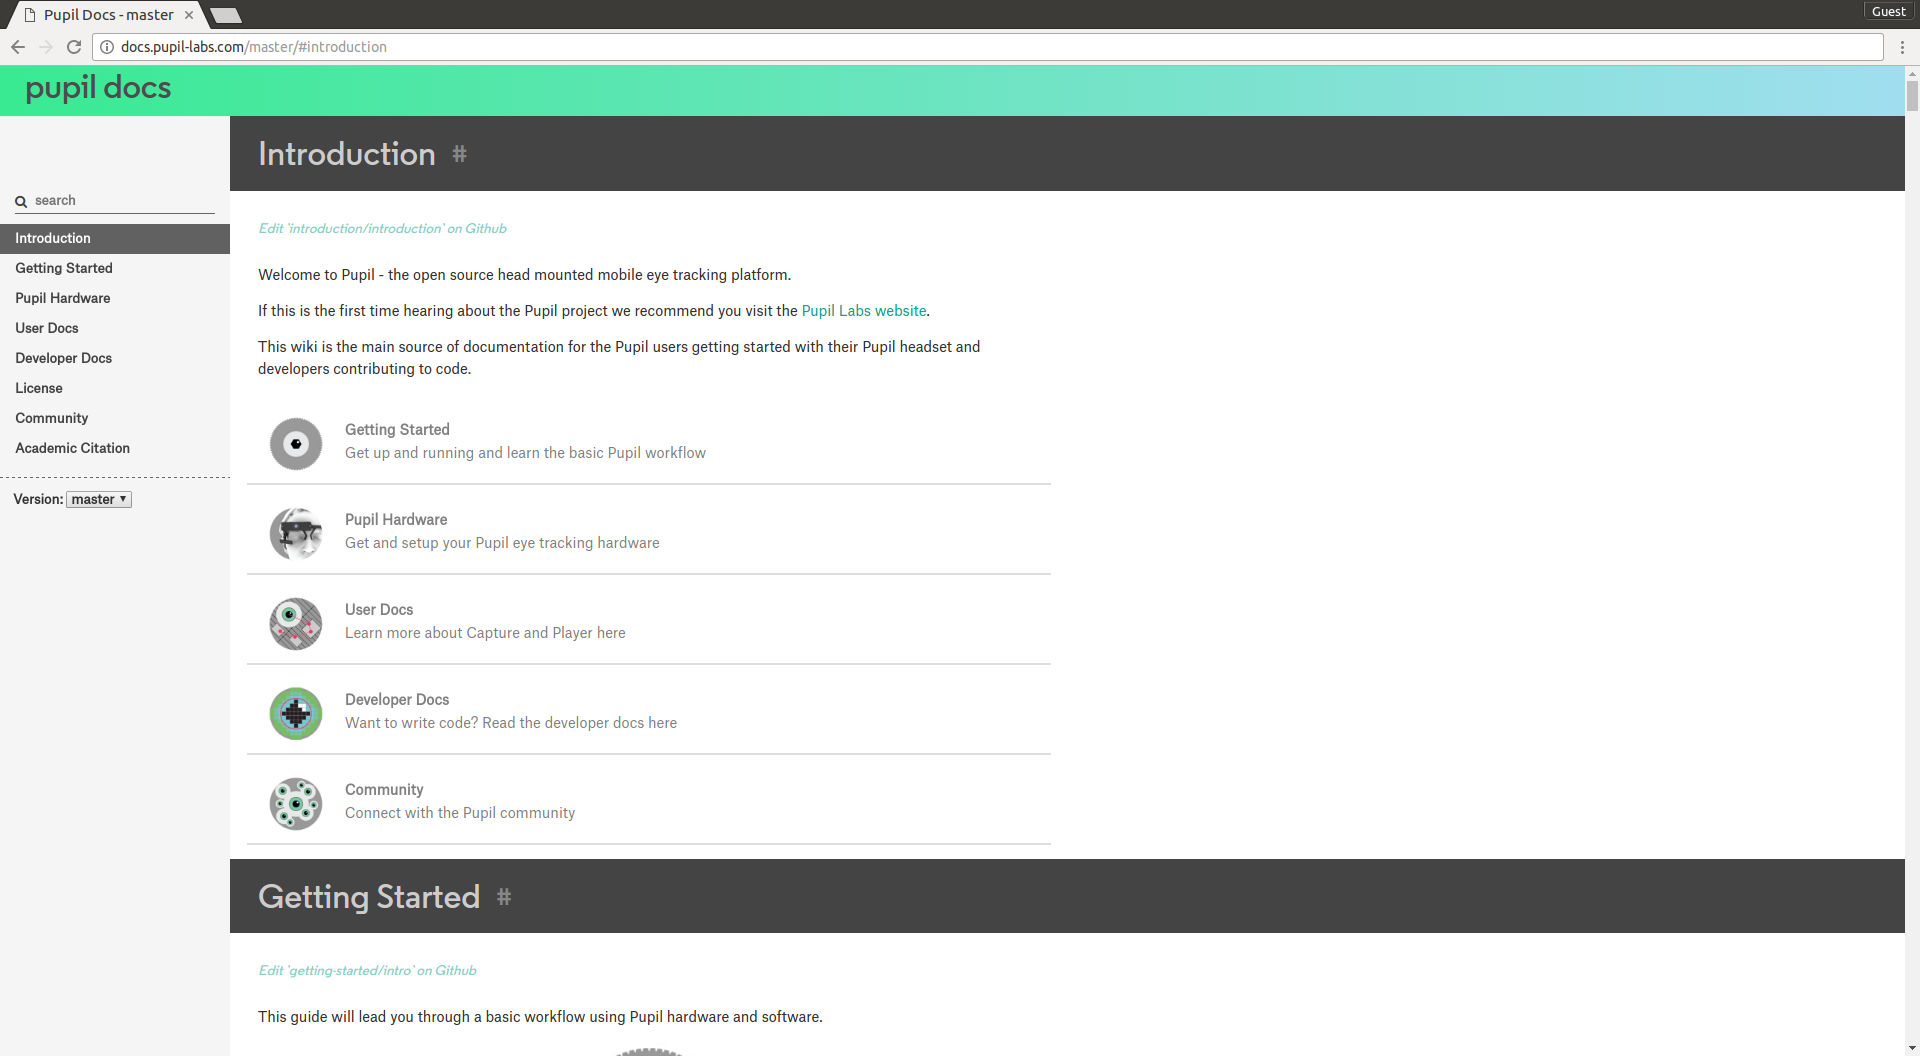 Pupil Docs - master
Guest
docs.pupil-labs.com/master/#introduction
pupil docs
search
Introduction
Getting Started
Pupil Hardware
User Docs
Developer Docs
License
Community
Academic Citation
Version: master
Introduction #
Edit `introduction/introduction` on Github
Welcome to Pupil - the open source head mounted mobile eye tracking platform.
If this is the first time hearing about the Pupil project we recommend you visit the Pupil Labs website.
This wiki is the main source of documentation for the Pupil users getting started with their Pupil headset and
developers contributing to code.
Getting Started
Get up and running and learn the basic Pupil workflow
Pupil Hardware
Get and setup your Pupil eye tracking hardware
User Docs
Learn more about Capture and Player here
Developer Docs
Want to write code? Read the developer docs here
Community
Connect with the Pupil community
Getting Started #
Edit `getting-started/intro` on Github
This guide will lead you through a basic workflow using Pupil hardware and software.